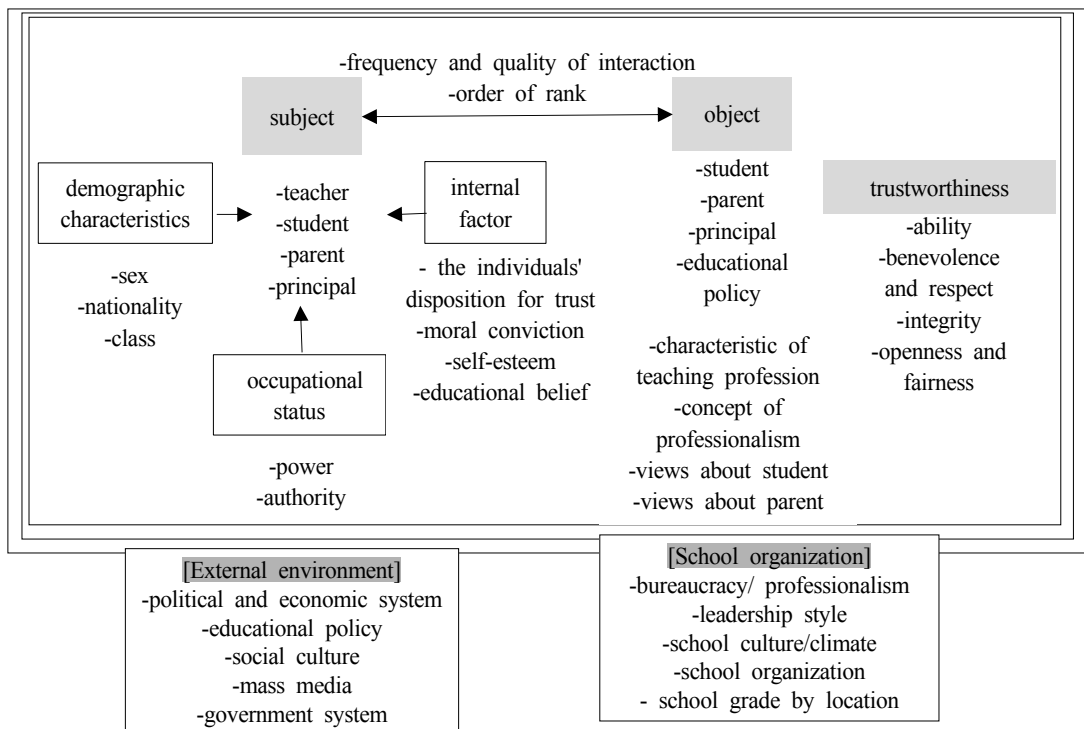 -frequency and quality of interaction
-order of rank
subject
object
demographic
characteristics
-sex
-nationality
-class
-teacher
-student
-parent
-principal
internal
factor
- the individuals'
disposition for trust
-moral conviction
-self-esteem
-educational belief
occupational
status
-power
-authority
-student
-parent
-principal
-educational
policy
-characteristic of
teaching profession
-concept of
professionalism
-views about student
-views about parent
trustworthiness
-ability
-benevolence
and respect
-integrity
-openness and
fairness
[External environment]
-political and economic system
-educational policy
-social culture
-mass media
-government system
[School organization]
-bureaucracy/ professionalism
-leadership style
-school culture/climate
-school organization
- school grade by location